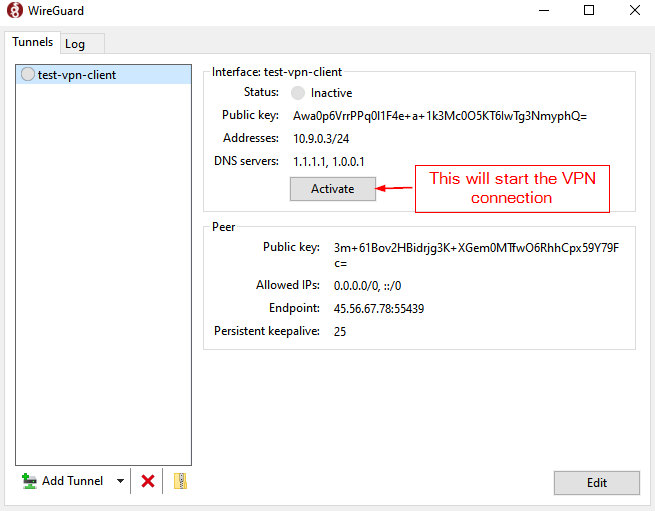 WireGuard
Tunnels Log
test-vpn-client
Interface: test-vpn-client
Status: Inactive
Public key: Awa0p6VrrPPq0l1F4e+a+1k3Mc0O5KT6lwTg3NmyphQ=
Addresses: 10.9.0.3/24
DNS servers: 1.1.1.1, 1.0.0.1
Activate
This will start the VPN
connection
Peer
Public key: 3m+61Bov2HBidrjg3K+XGem0MTfwO6RhhCpx59Y79F
c=
Allowed IPs: 0.0.0.0/0, ::/0
Endpoint: 45.56.67.78:55439
Persistent keepalive: 25
Add Tunnel
Edit